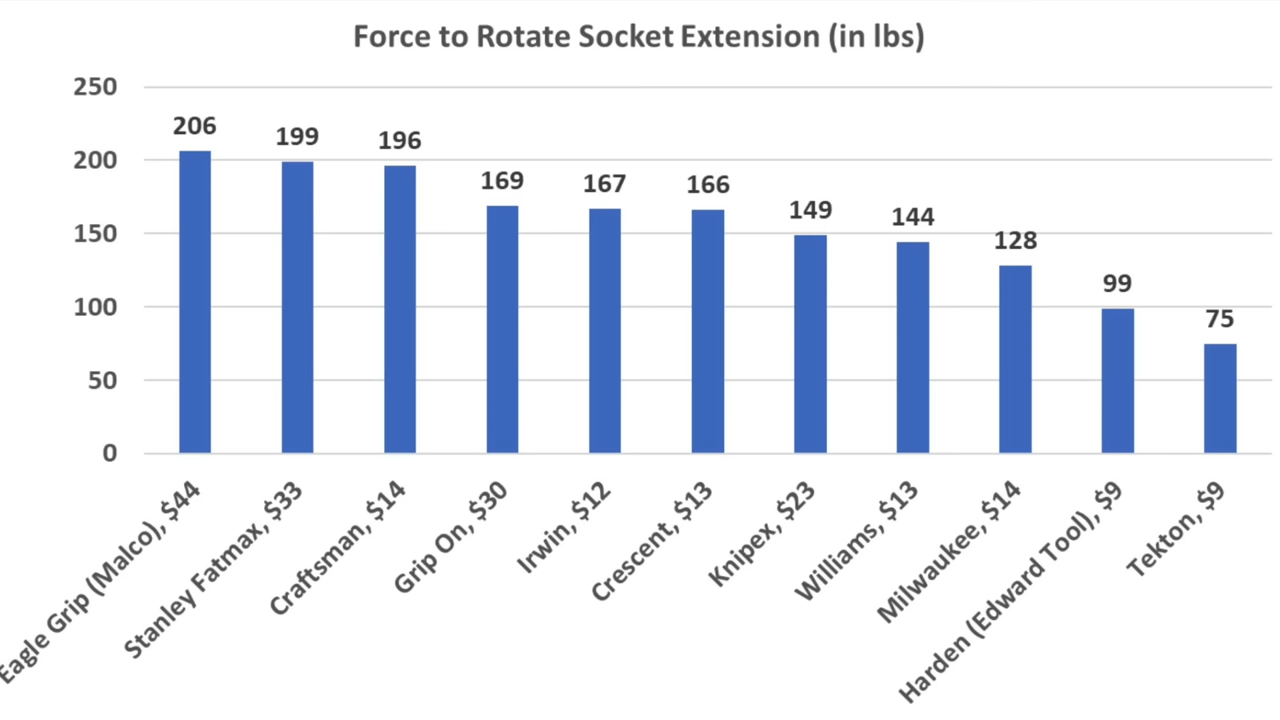 Force to Rotate Socket Extension (in lbs)
250
200
150
100
50
0
206
199
196
169
167
166
149
144
128
99
75
Eagle Grip (Malco), $44
Stanley Fatmax, $33
Craftsman, $14
Grip On, $30
Irwin, $12
Crescent, $13
Knipex, $23
Williams, $13
Milwaukee, $14
Harden (Edward Tool), $9
Tekton, $9